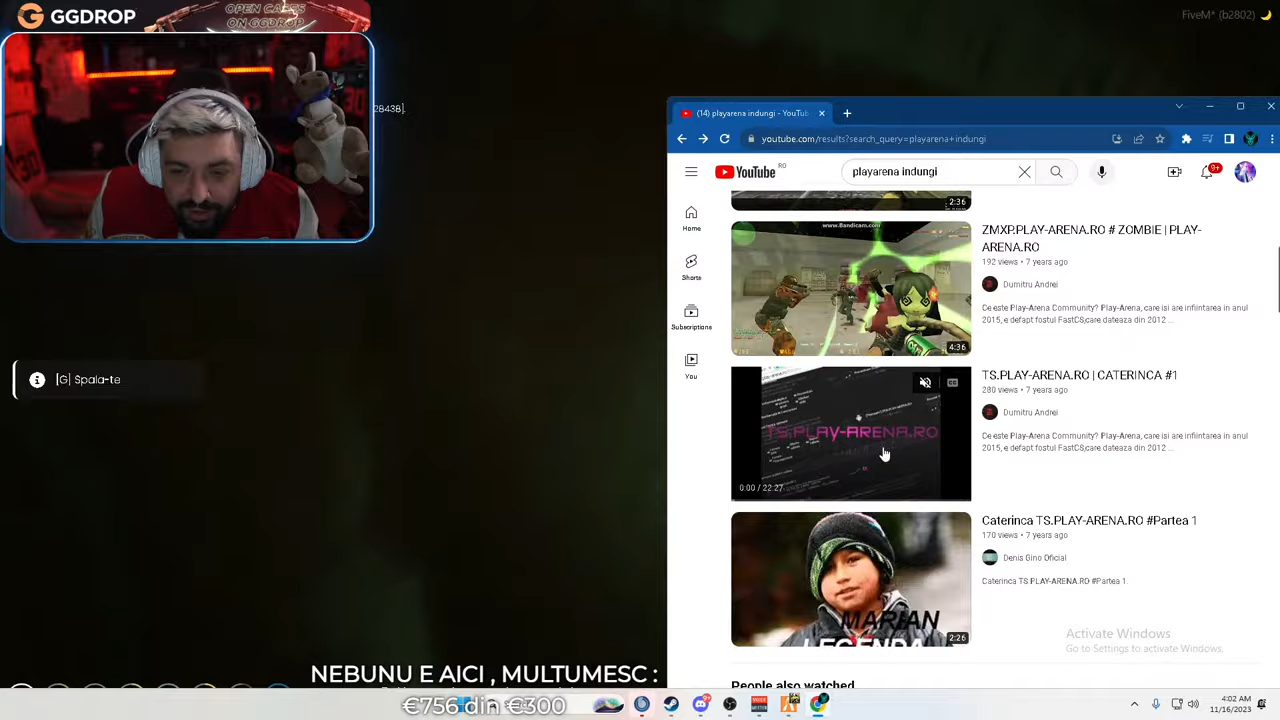 GGDROP
OPEN CASES
ON GGDROP
FiveM* (b2802)
28438].
(14) playarena indungi - YouTub
youtube.com/results?search_query=playarena+indungi
YouTube RO
playarena indungi
9+
Home
Shorts
Subscriptions
You
2:36
www.Bandicam.com
4:36
ZMXP.PLAY-ARENA.RO # ZOMBIE | PLAY-
ARENA.RO
192 views • 7 years ago
Dumitru Andrei
Ce este Play-Arena Community? Play-Arena, care isi are infiintarea in anul
2015, e defapt fostul FastCS,care dateaza din 2012 ...
[G] Spala-te
TS.PLAY-ARENA.RO
0:00 / 22:27
TS.PLAY-ARENA.RO | CATERINCA #1
280 views • 7 years ago
Dumitru Andrei
Ce este Play-Arena Community? Play-Arena, care isi are infiintarea in anul
2015, e defapt fostul FastCS,care dateaza din 2012 ...
MARIAN
LEGENDA
2:26
Caterinca TS.PLAY-ARENA.RO #Partea 1
170 views • 7 years ago
Denis Gino Oficial
Caterinca TS.PLAY-ARENA.RO #Partea 1.
Activate Windows
Go to Settings to activate Windows.
People also watched
NEBUNU E AICI , MULTUMESC :
€756 din €300
4:02 AM
11/16/2023